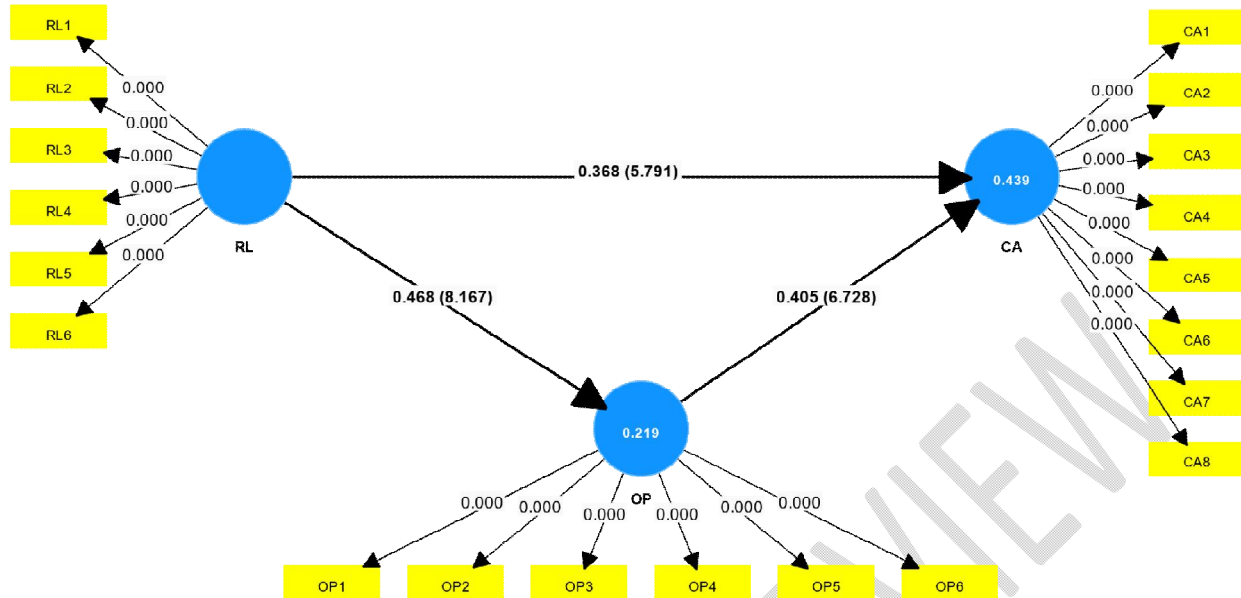 RL1
RL2
RL3
RL4
RL5
RL6
0.000
0.000
0.000
0.000
0.000
0.000
RL
0.368 (5.791)
0.468 (8.167)
0.405 (6.728)
0.439
CA
0.000
0.000
0.000
0.000
0.000
0.000
0.000
0.000
CA1
CA2
CA3
CA4
CA5
CA6
CA7
CA8
0.219
OP
0.000
0.000
0.000
0.000
0.000
0.000
OP1
OP2
OP3
OP4
OP5
OP6
VIEW